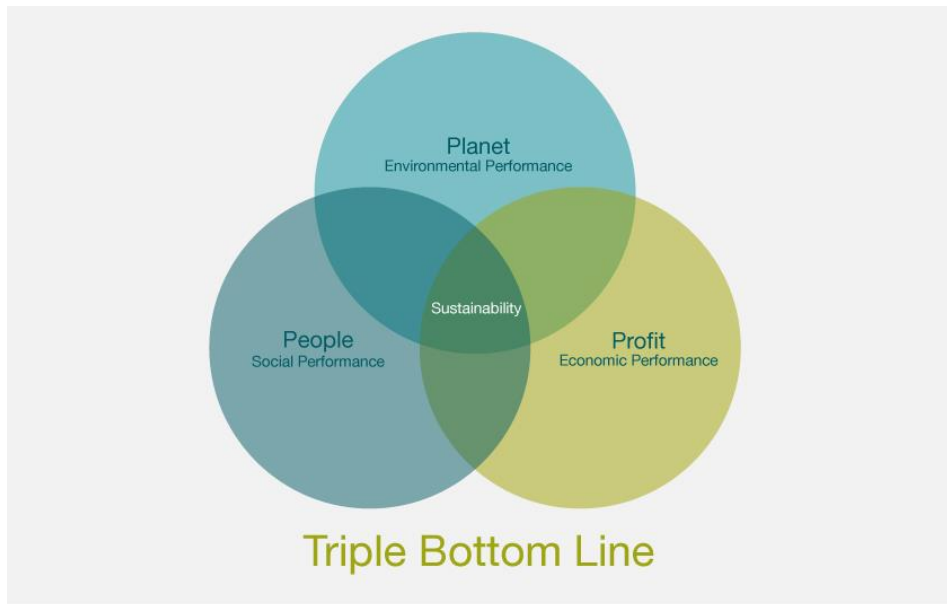 Planet
Environmental Performance
Sustainability
People
Social Performance
Profit
Economic Performance
Triple Bottom Line